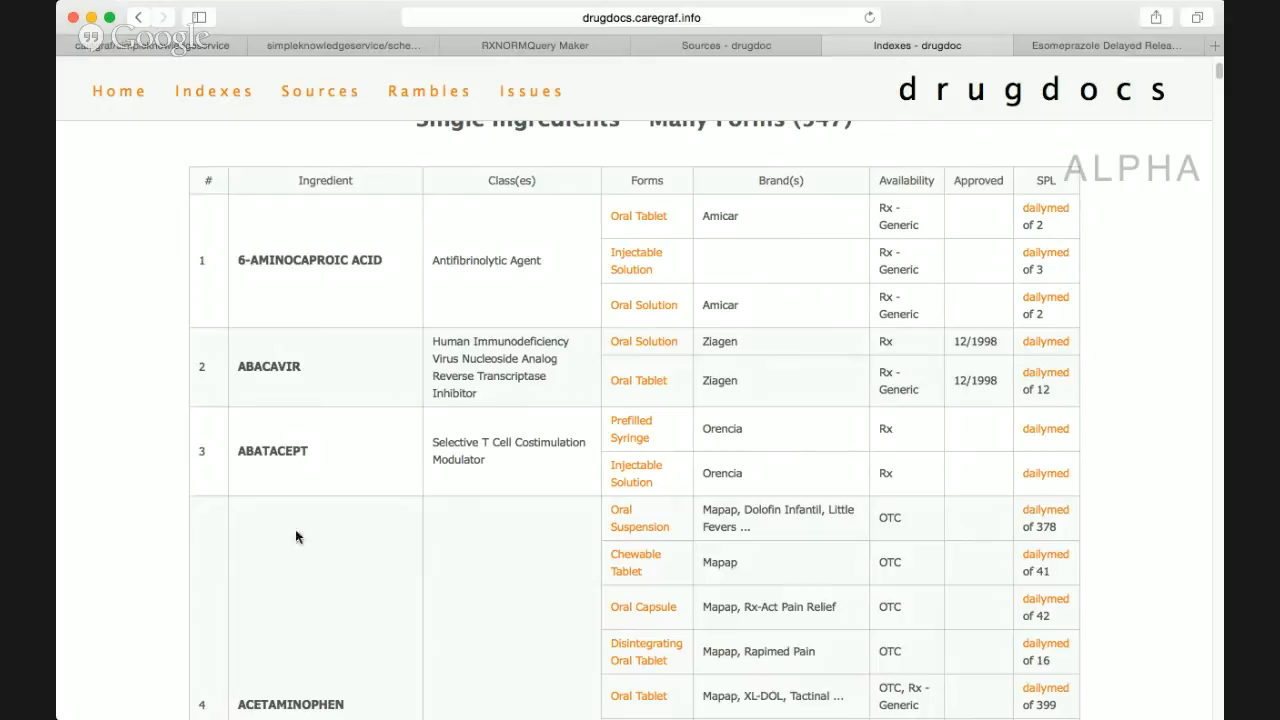 drugdocs.caregraf.info
Google
simpleknowledgeservice/sche...
RXNORMQuery Maker
Sources - drugdoc
Indexes - drugdoc
Esomeprazole Delayed Relea...
Home
Indexes
Sources
Rambles
Issues
drugdocs
ALPHA
Single Ingredients
Many Forms (547)
#
Ingredient
Class(es)
Forms
Brand(s)
Availability
Approved
SPL
1
6-AMINOCAPROIC ACID
Antifibrinolytic Agent
Oral Tablet
Amicar
Rx -
Generic
dailymed
of 2
Injectable
Solution
Rx -
Generic
dailymed
of 3
Oral Solution
Amicar
Rx -
Generic
dailymed
of 2
2
ABACAVIR
Human Immunodeficiency
Virus Nucleoside Analog
Reverse Transcriptase
Inhibitor
Oral Solution
Ziagen
Rx
12/1998
dailymed
Oral Tablet
Ziagen
Rx -
Generic
12/1998
dailymed
of 12
3
ABATACEPT
Selective T Cell Costimulation
Modulator
Prefilled
Syringe
Orencia
Rx
dailymed
Injectable
Solution
Orencia
Rx
dailymed
4
ACETAMINOPHEN
Oral
Suspension
Mapap, Dolofin Infantil, Little
Fevers ...
OTC
dailymed
of 378
Chewable
Tablet
Mapap
OTC
dailymed
of 41
Oral Capsule
Mapap, Rx-Act Pain Relief
OTC
dailymed
of 42
Disintegrating
Oral Tablet
Mapap, Rapimed Pain
OTC
dailymed
of 16
Oral Tablet
Mapap, XL-DOL, Tactinal ...
OTC, Rx -
Generic
dailymed
of 399